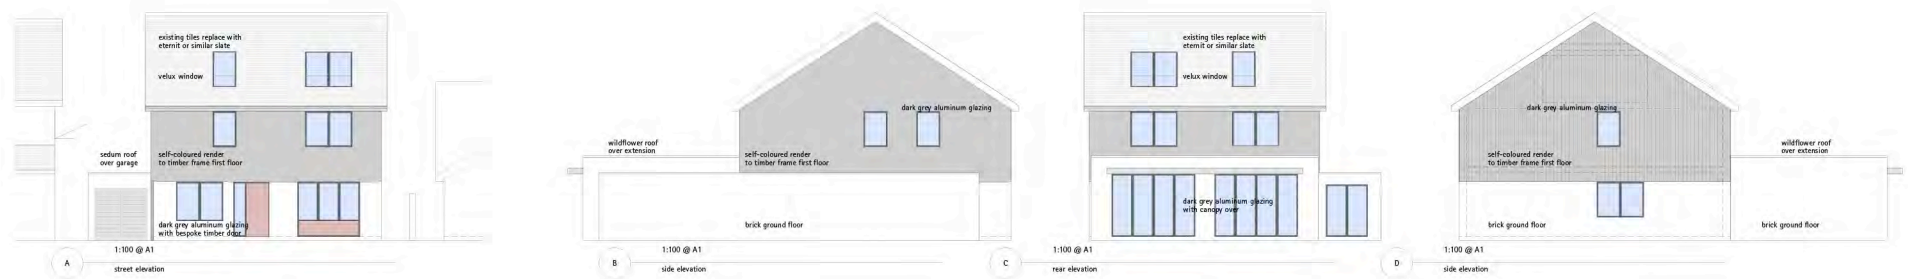 existing tiles replace with
eternit or similar slate
velux window
sedum roof
over garage
self-coloured render
to timber frame first floor
dark grey aluminum glazing
with bespoke timber door
A
1:100 @ A1
street elevation
dark grey aluminum glazing
wildflower roof
over extension
self-coloured render
to timber frame first floor
brick ground floor
B
1:100 @ A1
side elevation
existing tiles replace with
eternit or similar slate
velux window
dark grey aluminum glazing
with canopy over
C
1:100 @ A1
rear elevation
dark grey aluminum glazing
wildflower roof
over extension
self-coloured render
to timber frame first floor
brick ground floor
brick ground floor
D
1:100 @ A1
side elevation